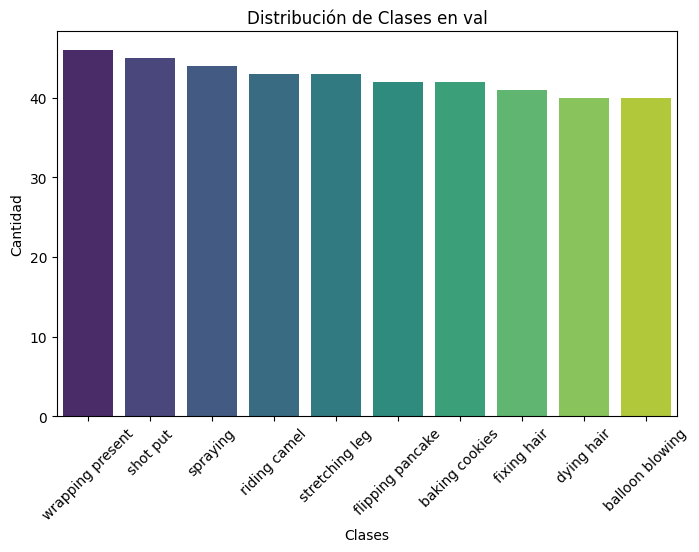 Distribución de Clases en val
Cantidad
40
30
20
10
0
wrapping present
shot put
spraying
riding camel
stretching leg
flipping pancake
baking cookies
fixing hair
dying hair
balloon blowing
Clases